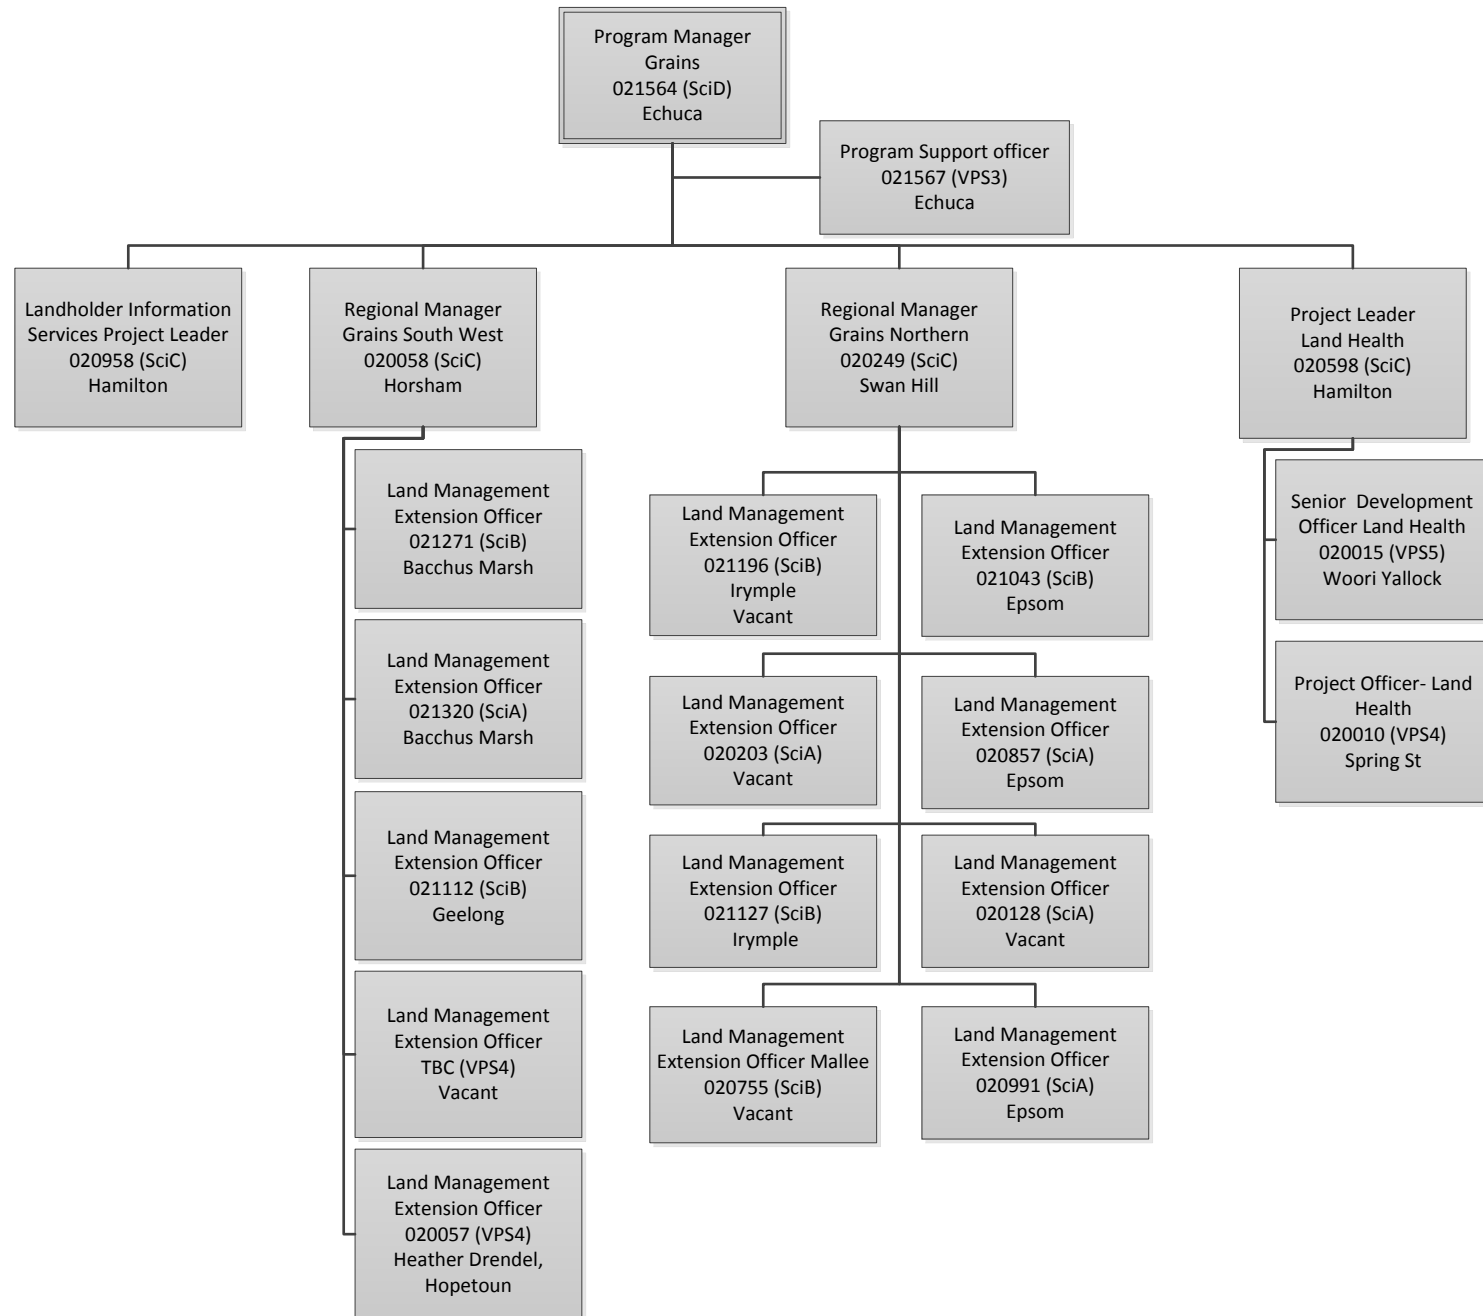 Program Manager
Grains
021564 (SciD)
Echuca
Program Support officer
021567 (VPS3)
Echuca
Landholder Information
Services Project Leader
020958 (SciC)
Hamilton
Regional Manager
Grains South West
020058 (SciC)
Horsham
Regional Manager
Grains Northern
020249 (SciC)
Swan Hill
Project Leader
Land Health
020598 (SciC)
Hamilton
Land Management
Extension Officer
021271 (SciB)
Bacchus Marsh
Land Management
Extension Officer
021320 (SciA)
Bacchus Marsh
Land Management
Extension Officer
021112 (SciB)
Geelong
Land Management
Extension Officer
TBC (VPS4)
Vacant
Land Management
Extension Officer
020057 (VPS4)
Heather Drendel,
Hopetoun
Land Management
Extension Officer
021196 (SciB)
Irymple
Vacant
Land Management
Extension Officer
021043 (SciB)
Epsom
Land Management
Extension Officer
020203 (SciA)
Vacant
Land Management
Extension Officer
020857 (SciA)
Epsom
Land Management
Extension Officer
021127 (SciB)
Irymple
Land Management
Extension Officer
020128 (SciA)
Vacant
Land Management
Extension Officer Mallee
020755 (SciB)
Vacant
Land Management
Extension Officer
020991 (SciA)
Epsom
Senior  Development
Officer Land Health
020015 (VPS5)
Woori Yallock
Project Officer- Land
Health
020010 (VPS4)
Spring St